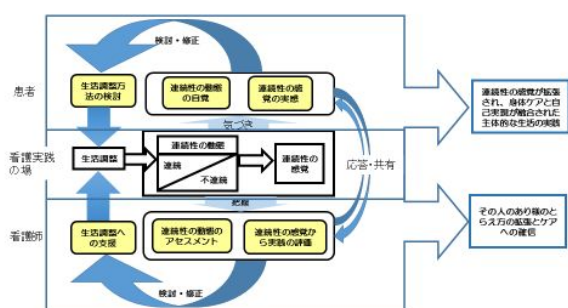 検討・修正
患者
生活調整方
法の検討
連続性の動態
の自覚
連続性の感
覚の実感
連続性の感覚が拡張
され、身体ケアと自
己実現が融合された
主体的な生活の実践
気づき
看護実践
の場
生活調整
連続性の動態
連続
不連続
連続性の
感覚
応答・共有
把握
看護師
生活調整へ
の支援
連続性の動態の
アセスメント
連続性の感覚か
ら実践の評価
その人のあり様のと
らえ方の拡張とケア
への確信
検討・修正